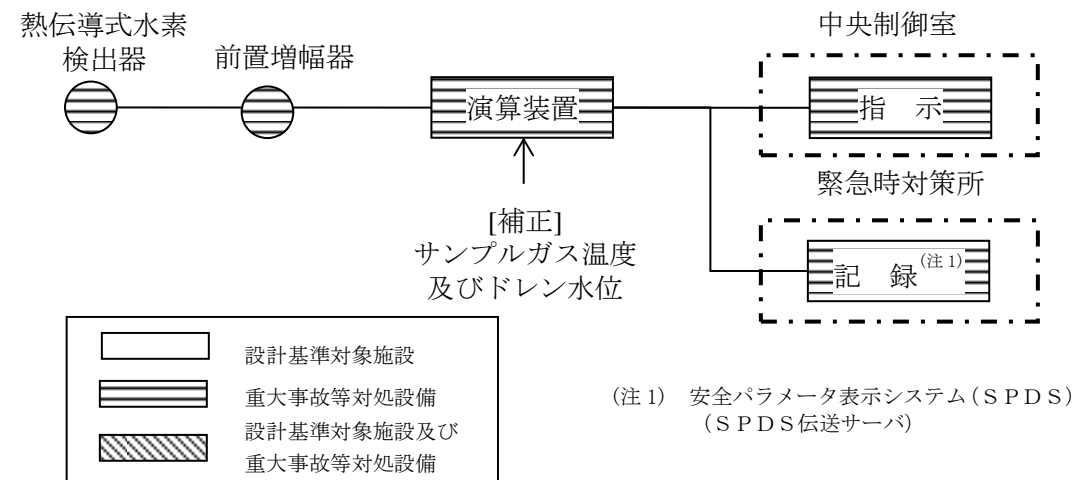 熱伝導式水素
検出器
前置増幅器
演算装置
[補正]
サンプルガス温度
及びドレン水位
中央制御室
指　示
緊急時対策所
記　録(注1)
設計基準対象施設
重大事故等対処設備
設計基準対象施設及び
重大事故等対処設備
(注1)　安全パラメータ表示システム(ＳＰＤＳ)
(ＳＰＤＳ伝送サーバ)